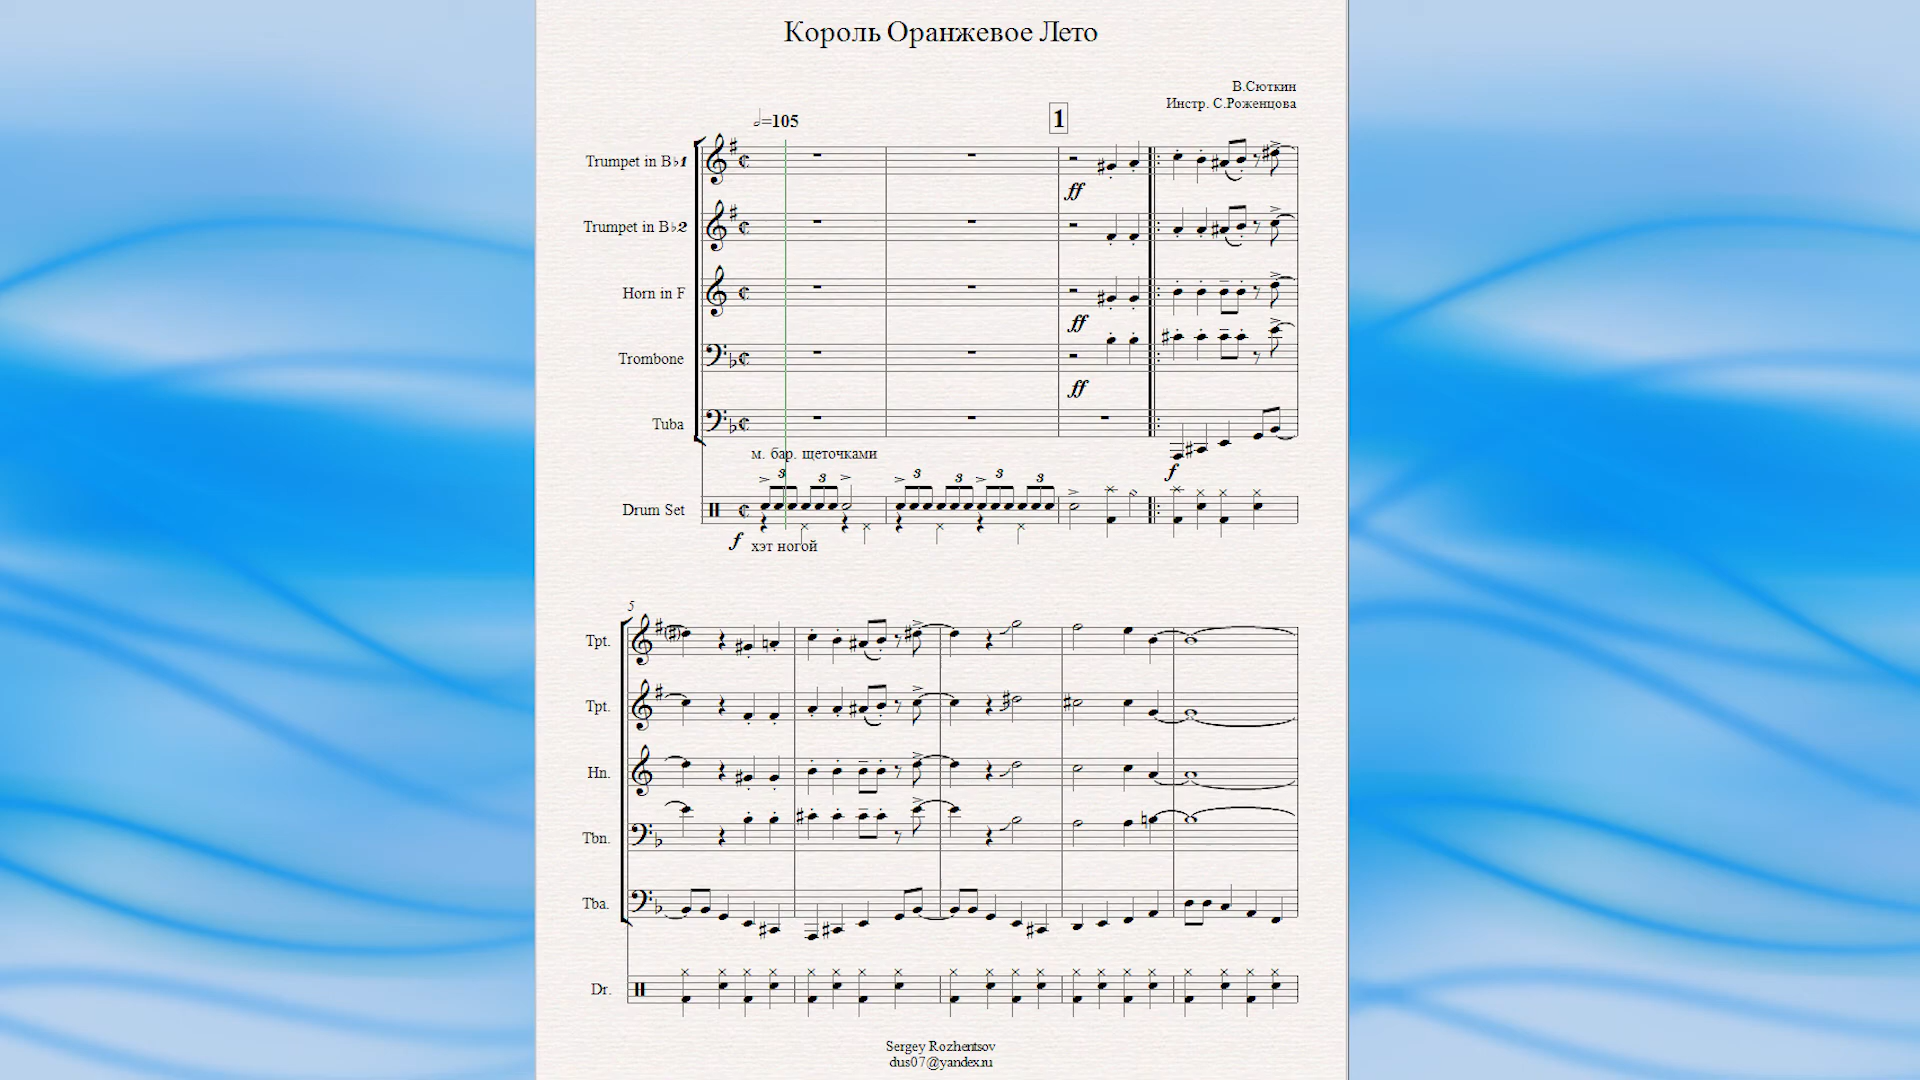 Король Оранжевое Лето
В.Сюткин
Инстр. С.Роженцова
=105
1
Trumpet in B♭1
ff
Trumpet in B♭2
Horn in F
ff
Trombone
ff
Tuba
м. бар. щеточками
f
3 3 3 3 3 3
Drum Set
f
хэт ногой
5
Tpt.
Tpt.
Hn.
Tbn.
Tba.
Dr.
Sergey Rozhentsov
dus07@yandex.ru